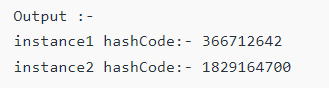 Output :-
instance1 hashCode:- 366712642
instance2 hashCode:- 1829164700